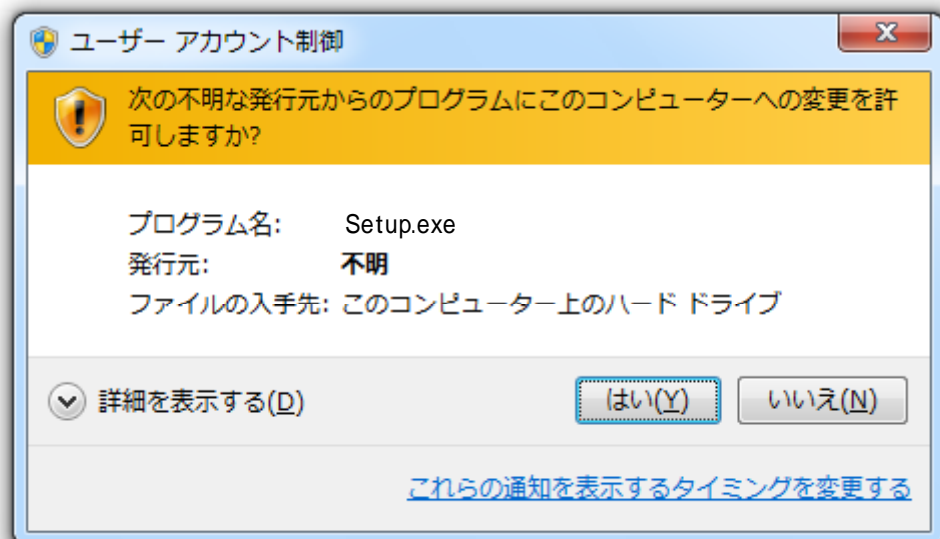 ユーザー アカウント制御
次の不明な発行元からのプログラムにこのコンピューターへの変更を許
可しますか?
プログラム名: Setup.exe
発行元: 不明
ファイルの入手先: このコンピューター上のハード ドライブ
詳細を表示する(D) はい(Y) いいえ(N)
これらの通知を表示するタイミングを変更する